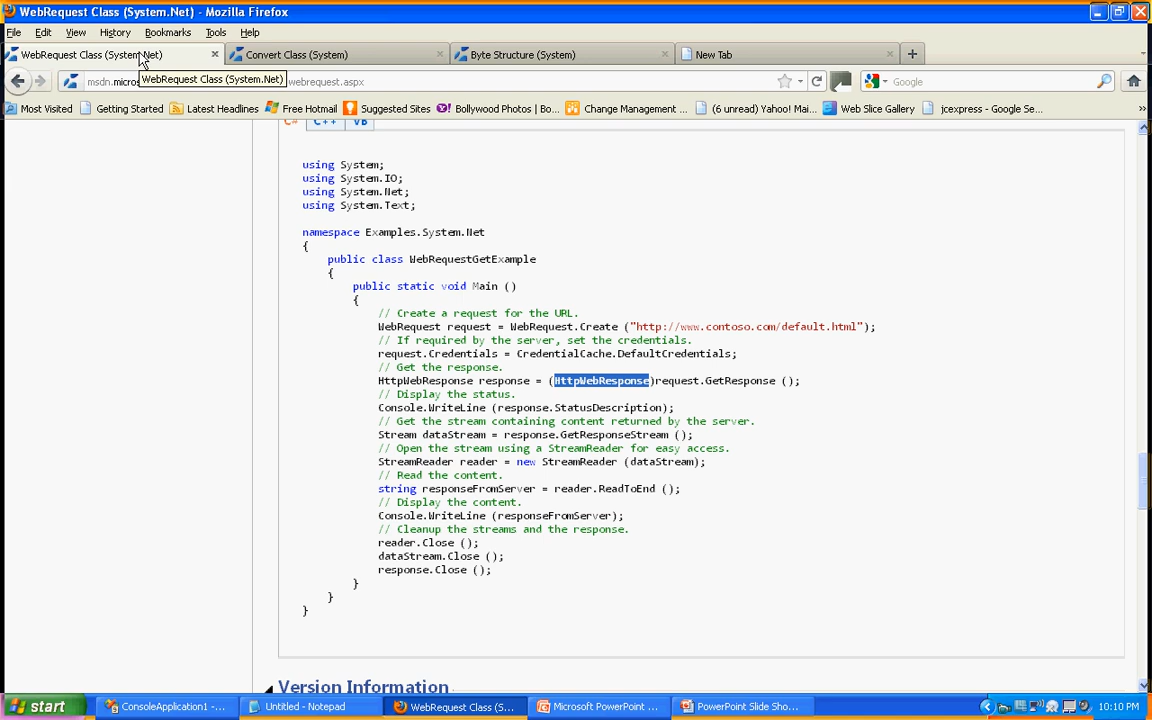 WebRequest Class (System.Net) - Mozilla Firefox
File Edit View History Bookmarks Tools Help
WebRequest Class (System.Net) Convert Class (System) Byte Structure (System) New Tab
msdn.micros webrequest.aspx Google
WebRequest Class (System.Net)
Most Visited Getting Started Latest Headlines Free Hotmail Suggested Sites Bollywood Photos | Bo... Change Management ... (6 unread) Yahoo! Mai... Web Slice Gallery jcexpress - Google Se...
C# C++ VB
using System;
using System.IO;
using System.Net;
using System.Text;
namespace Examples.System.Net
{
public class WebRequestGetExample
{
public static void Main ()
{
// Create a request for the URL.
WebRequest request = WebRequest.Create ("http://www.contoso.com/default.html");
// If required by the server, set the credentials.
request.Credentials = CredentialCache.DefaultCredentials;
// Get the response.
HttpWebResponse response = (HttpWebResponse)request.GetResponse ();
// Display the status.
Console.WriteLine (response.StatusDescription);
// Get the stream containing content returned by the server.
Stream dataStream = response.GetResponseStream ();
// Open the stream using a StreamReader for easy access.
StreamReader reader = new StreamReader (dataStream);
// Read the content.
string responseFromServer = reader.ReadToEnd ();
// Display the content.
Console.WriteLine (responseFromServer);
// Cleanup the streams and the response.
reader.Close ();
dataStream.Close ();
response.Close ();
}
}
}
Version Information
start ConsoleApplication1 - ... Untitled - Notepad WebRequest Class (S... Microsoft PowerPoint ... PowerPoint Slide Sho... 10:10 PM